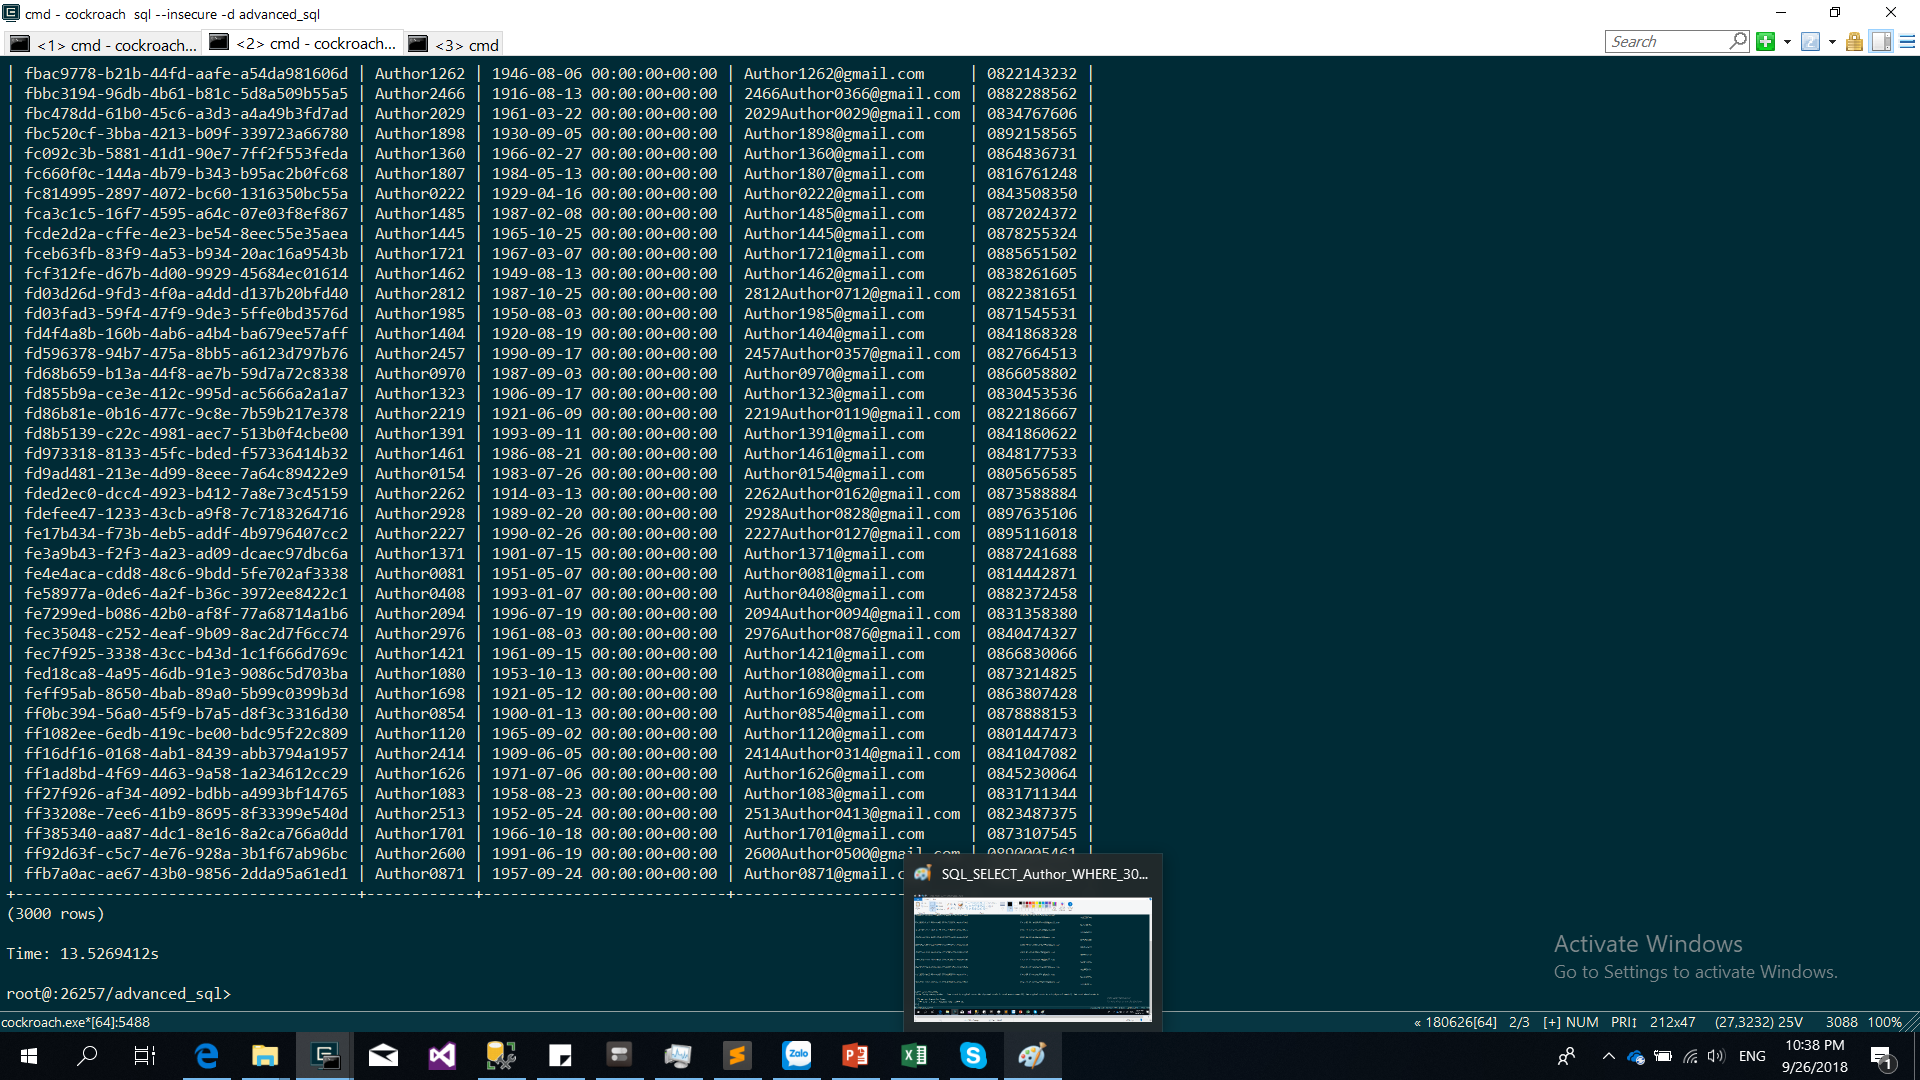 cmd - cockroach  sql --insecure -d advanced_sql
<1> cmd - cockroach... <2> cmd - cockroach... <3> cmd Search
| fbac9778-b21b-44fd-aafe-a54da981606d | Author1262 | 1946-08-06 00:00:00+00:00 | Author1262@gmail.com | 0822143232 |
| fbbc3194-96db-4b61-b81c-5d8a509b55a5 | Author2466 | 1916-08-13 00:00:00+00:00 | 2466Author0366@gmail.com | 0882288562 |
| fbc478dd-61b0-45c6-a3d3-a4a49b3fd7ad | Author2029 | 1961-03-22 00:00:00+00:00 | 2029Author0029@gmail.com | 0834767606 |
| fbc520cf-3bba-4213-b09f-339723a66780 | Author1898 | 1930-09-05 00:00:00+00:00 | Author1898@gmail.com | 0892158565 |
| fc092c3b-5881-41d1-90e7-7ff2f553feda | Author1360 | 1966-02-27 00:00:00+00:00 | Author1360@gmail.com | 0864836731 |
| fc660f0c-144a-4b79-b343-b95ac2b0fc68 | Author1807 | 1984-05-13 00:00:00+00:00 | Author1807@gmail.com | 0816761248 |
| fc814995-2897-4072-bc60-1316350bc55a | Author0222 | 1929-04-16 00:00:00+00:00 | Author0222@gmail.com | 0843508350 |
| fca3c1c5-16f7-4595-a64c-07e03f8ef867 | Author1485 | 1987-02-08 00:00:00+00:00 | Author1485@gmail.com | 0872024372 |
| fcde2d2a-cffe-4e23-be54-8eec55e35aea | Author1445 | 1965-10-25 00:00:00+00:00 | Author1445@gmail.com | 0878255324 |
| fceb63fb-83f9-4a53-b934-20ac16a9543b | Author1721 | 1967-03-07 00:00:00+00:00 | Author1721@gmail.com | 0885651502 |
| fcf312fe-d67b-4d00-9929-45684ec01614 | Author1462 | 1949-08-13 00:00:00+00:00 | Author1462@gmail.com | 0838261605 |
| fd03d26d-9fd3-4f0a-a4dd-d137b20bfd40 | Author2812 | 1987-10-25 00:00:00+00:00 | 2812Author0712@gmail.com | 0822381651 |
| fd03fad3-59f4-47f9-9de3-5ffe0bd3576d | Author1985 | 1950-08-03 00:00:00+00:00 | Author1985@gmail.com | 0871545531 |
| fd4f4a8b-160b-4ab6-a4b4-ba679ee57aff | Author1404 | 1920-08-19 00:00:00+00:00 | Author1404@gmail.com | 0841868328 |
| fd596378-94b7-475a-8bb5-a6123d797b76 | Author2457 | 1990-09-17 00:00:00+00:00 | 2457Author0357@gmail.com | 0827664513 |
| fd68b659-b13a-44f8-ae7b-59d7a72c8338 | Author0970 | 1987-09-03 00:00:00+00:00 | Author0970@gmail.com | 0866058802 |
| fd855b9a-ce3e-412c-995d-ac5666a2a1a7 | Author1323 | 1906-09-17 00:00:00+00:00 | Author1323@gmail.com | 0830453536 |
| fd86b81e-0b16-477c-9c8e-7b59b217e378 | Author2219 | 1921-06-09 00:00:00+00:00 | 2219Author0119@gmail.com | 0822186667 |
| fd8b5139-c22c-4981-aec7-513b0f4cbe00 | Author1391 | 1993-09-11 00:00:00+00:00 | Author1391@gmail.com | 0841860622 |
| fd973318-8133-45fc-bded-f57336414b32 | Author1461 | 1986-08-21 00:00:00+00:00 | Author1461@gmail.com | 0848177533 |
| fd9ad481-213e-4d99-8eee-7a64c89422e9 | Author0154 | 1983-07-26 00:00:00+00:00 | Author0154@gmail.com | 0805656585 |
| fded2ec0-dcc4-4923-b412-7a8e73c45159 | Author2262 | 1914-03-13 00:00:00+00:00 | 2262Author0162@gmail.com | 0873588884 |
| fdefee47-1233-43cb-a9f8-7c7183264716 | Author2928 | 1989-02-20 00:00:00+00:00 | 2928Author0828@gmail.com | 0897635106 |
| fe17b434-f73b-4eb5-addf-4b9796407cc2 | Author2227 | 1990-02-26 00:00:00+00:00 | 2227Author0127@gmail.com | 0895116018 |
| fe3a9b43-f2f3-4a23-ad09-dcaec97dbc6a | Author1371 | 1901-07-15 00:00:00+00:00 | Author1371@gmail.com | 0887241688 |
| fe4e4aca-cdd8-48c6-9bdd-5fe702af3338 | Author0081 | 1951-05-07 00:00:00+00:00 | Author0081@gmail.com | 0814442871 |
| fe58977a-0de6-4a2f-b36c-3972ee8422c1 | Author0408 | 1993-01-07 00:00:00+00:00 | Author0408@gmail.com | 0882372458 |
| fe7299ed-b086-42b0-af8f-77a68714a1b6 | Author2094 | 1996-07-19 00:00:00+00:00 | 2094Author0094@gmail.com | 0831358380 |
| fec35048-c252-4eaf-9b09-8ac2d7f6cc74 | Author2976 | 1961-08-03 00:00:00+00:00 | 2976Author0876@gmail.com | 0840474327 |
| fec7f925-3338-43cc-b43d-1c1f666d769c | Author1421 | 1961-09-15 00:00:00+00:00 | Author1421@gmail.com | 0866830066 |
| fed18ca8-4a95-46db-91e3-9086c5d703ba | Author1080 | 1953-10-13 00:00:00+00:00 | Author1080@gmail.com | 0873214825 |
| feff95ab-8650-4bab-89a0-5b99c0399b3d | Author1698 | 1921-05-12 00:00:00+00:00 | Author1698@gmail.com | 0863807428 |
| ff0bc394-56a0-45f9-b7a5-d8f3c3316d30 | Author0854 | 1900-01-13 00:00:00+00:00 | Author0854@gmail.com | 0878888153 |
| ff1082ee-6edb-419c-be00-bdc95f22c809 | Author1120 | 1965-09-02 00:00:00+00:00 | Author1120@gmail.com | 0801447473 |
| ff16df16-0168-4ab1-8439-abb3794a1957 | Author2414 | 1909-06-05 00:00:00+00:00 | 2414Author0314@gmail.com | 0841047082 |
| ff1ad8bd-4f69-4463-9a58-1a234612cc29 | Author1626 | 1971-07-06 00:00:00+00:00 | Author1626@gmail.com | 0845230064 |
| ff27f926-af34-4092-bdbb-a4993bf14765 | Author1083 | 1958-08-23 00:00:00+00:00 | Author1083@gmail.com | 0831711344 |
| ff33208e-7ee6-41b9-8695-8f33399e540d | Author2513 | 1952-05-24 00:00:00+00:00 | 2513Author0413@gmail.com | 0823487375 |
| ff385340-aa87-4dc1-8e16-8a2ca766a0dd | Author1701 | 1966-10-18 00:00:00+00:00 | Author1701@gmail.com | 0873107545 |
| ff92d63f-c5c7-4e76-928a-3b1f67ab96bc | Author2600 | 1991-06-19 00:00:00+00:00 | 2600Author0500@gmail.com | 0890005461
| ffb7a0ac-ae67-43b0-9856-2dda95a61ed1 | Author0871 | 1957-09-24 00:00:00+00:00 | Author0871@gmail.c
SQL_SELECT_Author_WHERE_30...
(3000 rows)
Time: 13.5269412s
Activate Windows
Go to Settings to activate Windows.
root@:26257/advanced_sql>
cockroach.exe*[64]:5488 « 180626[64] 2/3 [+] NUM PRI↕ 212x47 (27,3232) 25V 3088 100%
Zalo ENG 10:38 PM
9/26/2018 1